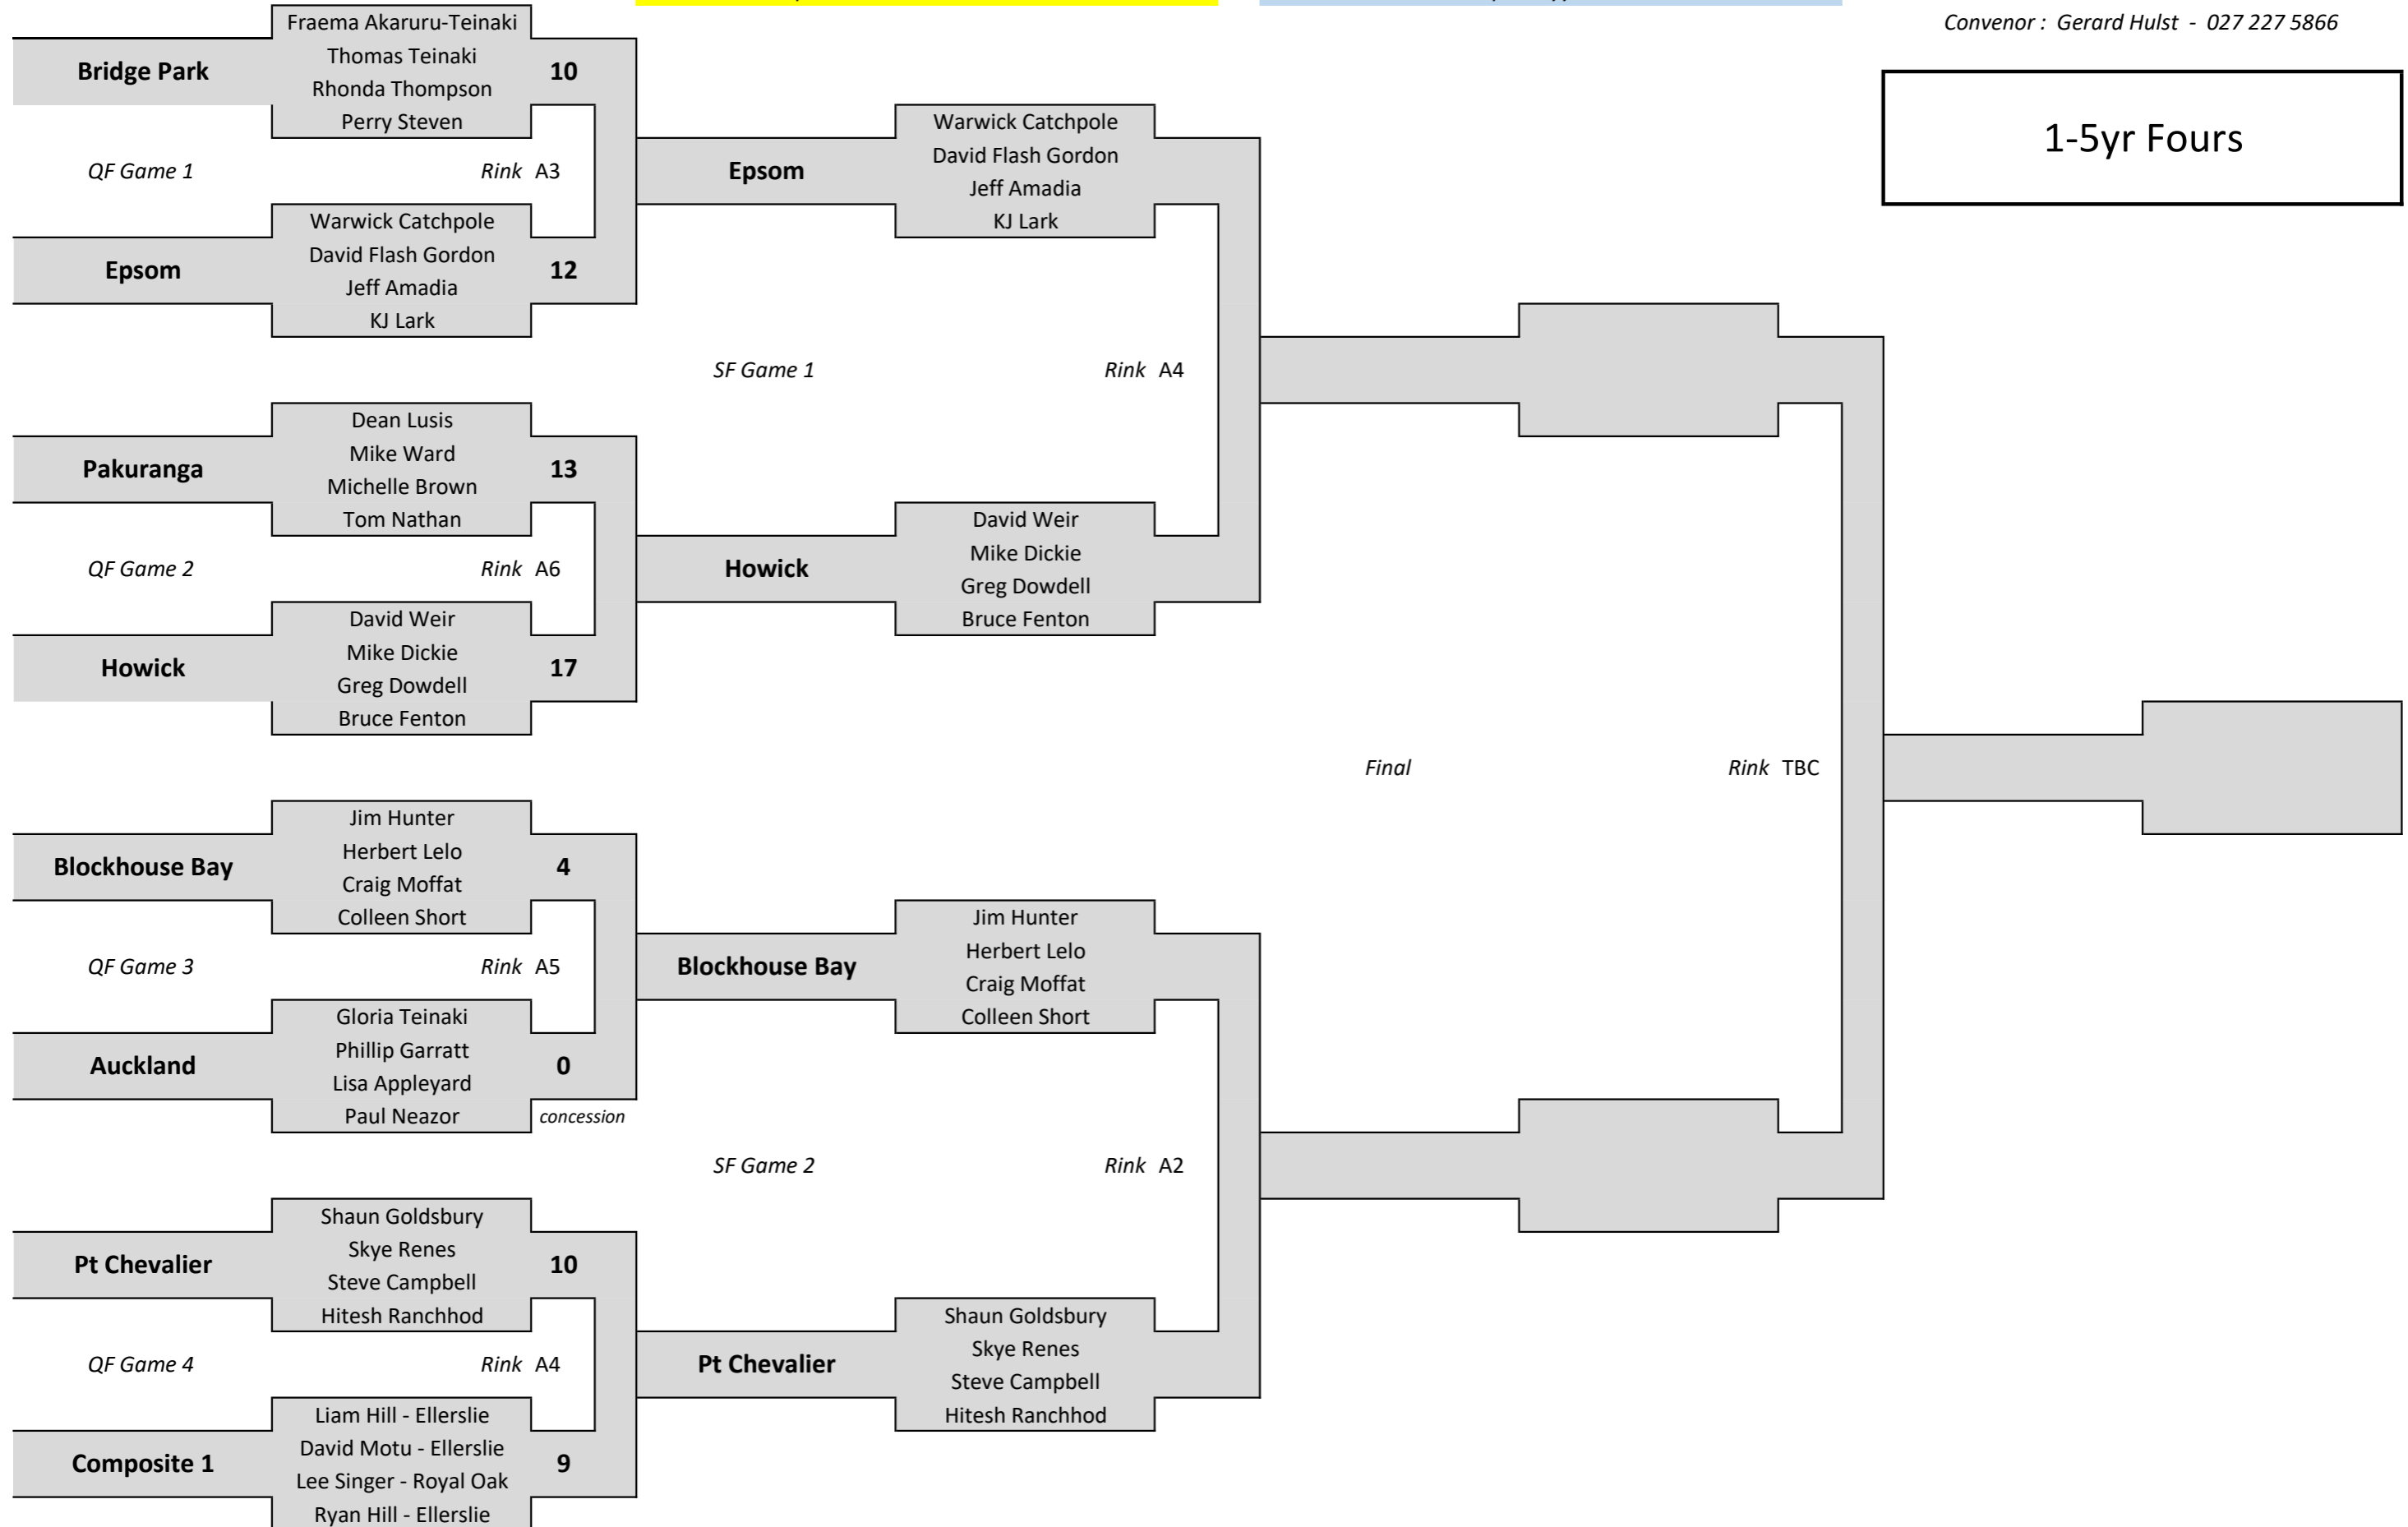 Convenor : Gerard Hulst - 027 227 5866
1-5yr Fours
Fraema Akaruru-Teinaki
Bridge Park
Thomas Teinaki
10
Rhonda Thompson
Perry Steven
QF Game 1
Rink A3
Warwick Catchpole
Epsom
David Flash Gordon
12
Jeff Amadia
KJ Lark
Dean Lusis
Pakuranga
Mike Ward
13
Michelle Brown
Tom Nathan
QF Game 2
Rink A6
David Weir
Howick
Mike Dickie
17
Greg Dowdell
Bruce Fenton
Jim Hunter
Blockhouse Bay
Herbert Lelo
4
Craig Moffat
Colleen Short
QF Game 3
Rink A5
Gloria Teinaki
Auckland
Phillip Garratt
0
Lisa Appleyard
Paul Neazor
concession
Shaun Goldsbury
Pt Chevalier
Skye Renes
10
Steve Campbell
Hitesh Ranchhod
QF Game 4
Rink A4
Liam Hill - Ellerslie
Composite 1
David Motu - Ellerslie
9
Lee Singer - Royal Oak
Ryan Hill - Ellerslie
Epsom
Warwick Catchpole
David Flash Gordon
Jeff Amadia
KJ Lark
SF Game 1
Rink A4
Howick
David Weir
Mike Dickie
Greg Dowdell
Bruce Fenton
Blockhouse Bay
Jim Hunter
Herbert Lelo
Craig Moffat
Colleen Short
SF Game 2
Rink A2
Pt Chevalier
Shaun Goldsbury
Skye Renes
Steve Campbell
Hitesh Ranchhod
Final
Rink TBC